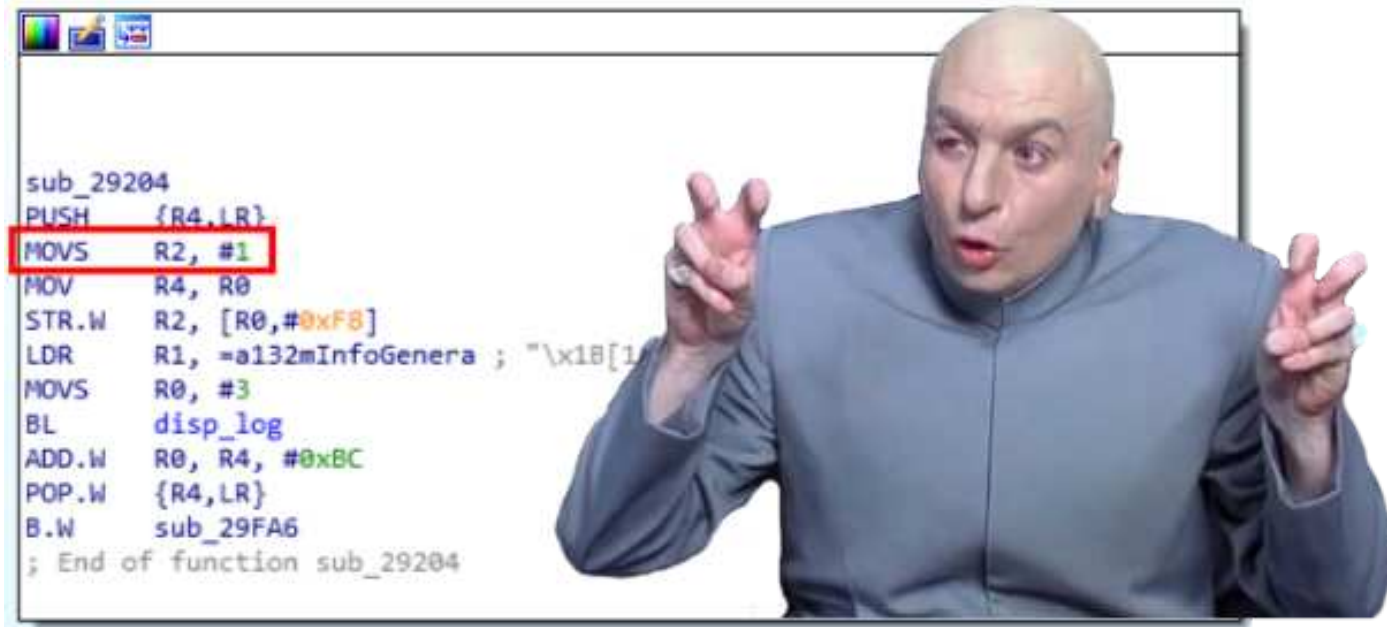 sub_29204
PUSH {R4,LR}
MOVS R2, #1
MOV R4, R0
STR.W R2, [R0,#0xF8]
LDR R1, =a132mInfoGenera ; "\x18[1
MOVS R0, #3
BL disp_log
ADD.W R0, R4, #0xBC
POP.W {R4,LR}
B.W sub_29FA6
; End of function sub_29204